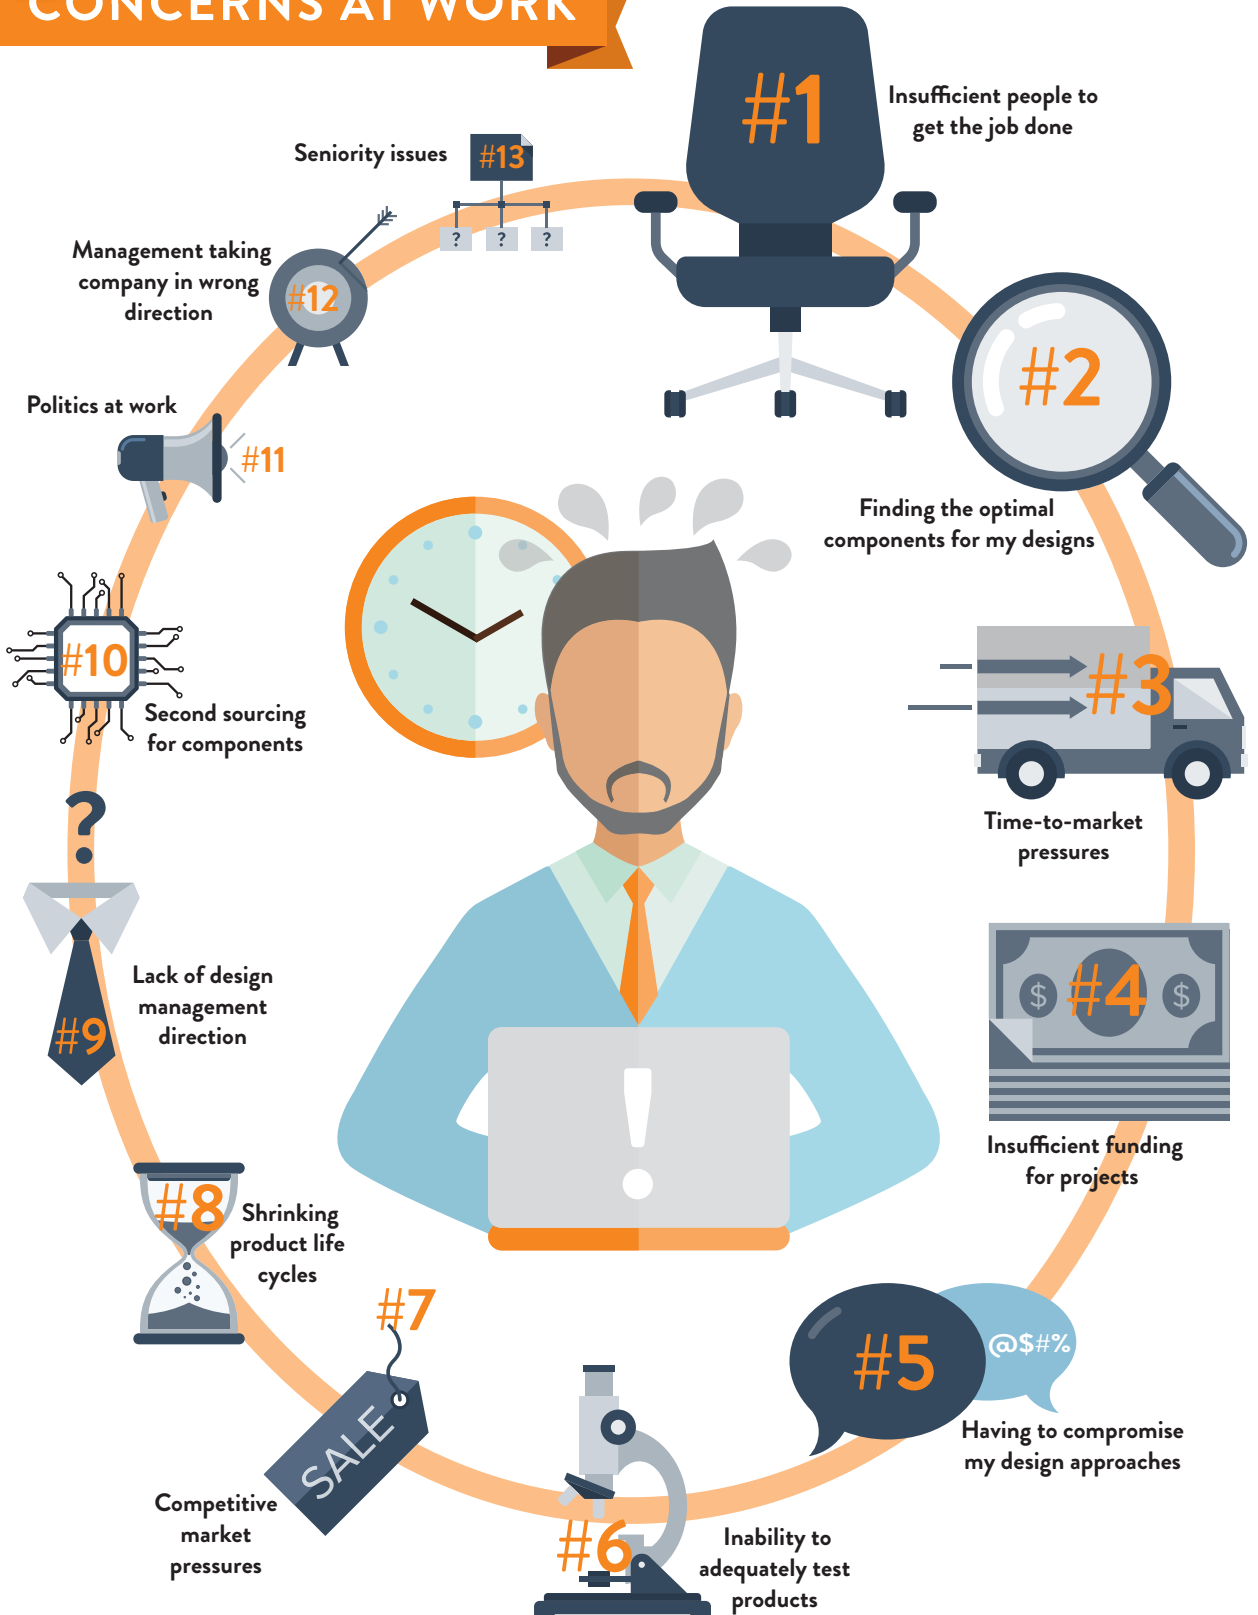 CONCERNS AT WORK
#1
Insufficient people to
get the job done
#2
Finding the optimal
components for my designs
#3
Time-to-market
pressures
$ #4 $
Insufficient funding
for projects
#5
@$#%
Having to compromise
my design approaches
#6
Inability to
adequately test
products
#7
SALE
Competitive
market
pressures
#8
Shrinking
product life
cycles
?
#9
Lack of design
management
direction
#10
Second sourcing
for components
Politics at work
#11
Management taking
company in wrong
direction
#12
Seniority issues
#13
? ? ?
!